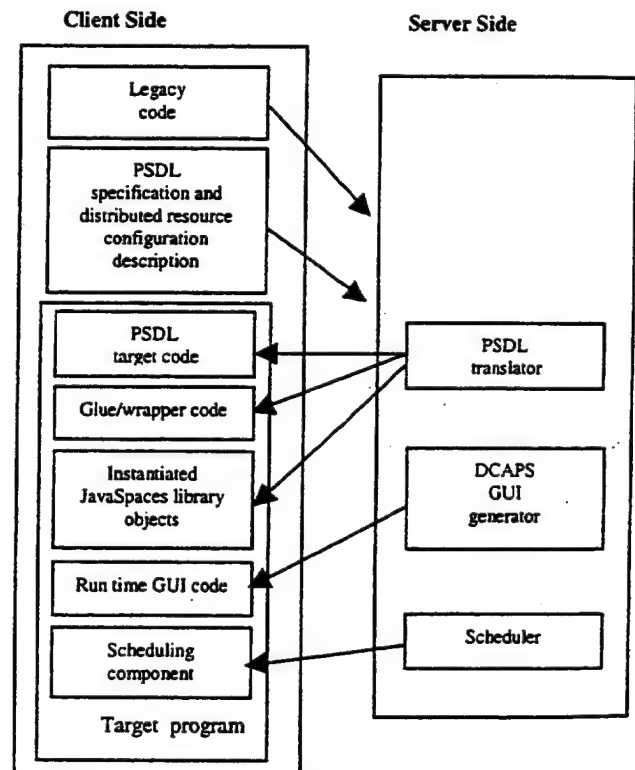 Client Side
Server Side
Legacy
code
PSDL
specification and
distributed resource
configuration
description
PSDL
target code
Glue/wrapper code
Instantiated
JavaSpaces library
objects
Run time GUI code
Scheduling
component
Target program
PSDL
translator
DCAPS
GUI
generator
Scheduler